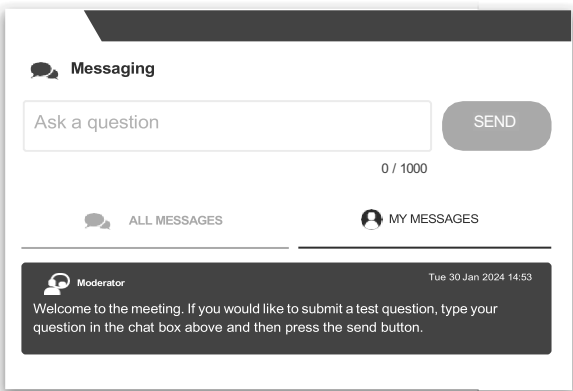 Messaging
Ask a question
SEND
0 / 1000
ALL MESSAGES
MY MESSAGES
Moderator
Tue 30 Jan 2024 14:53
Welcome to the meeting. If you would like to submit a test question, type your
question in the chat box above and then press the send button.